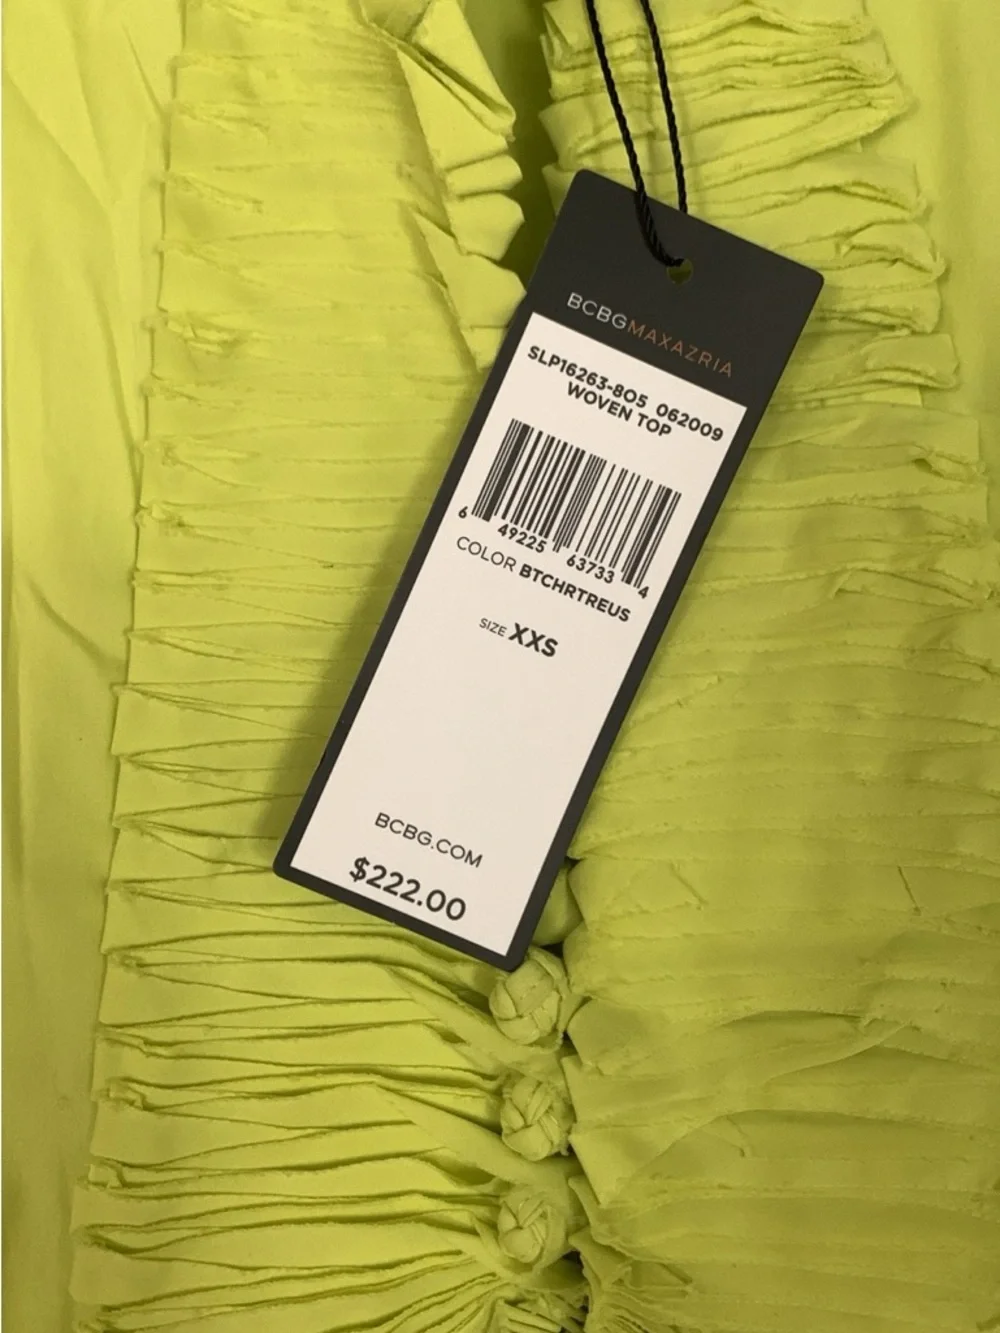 BCBGMAXAZRIA
SLP16263-805 062009
WOVEN TOP
6 49225 63733 4
COLOR BTCHRTREUS
SIZE XXS
BCBG.COM
$222.00